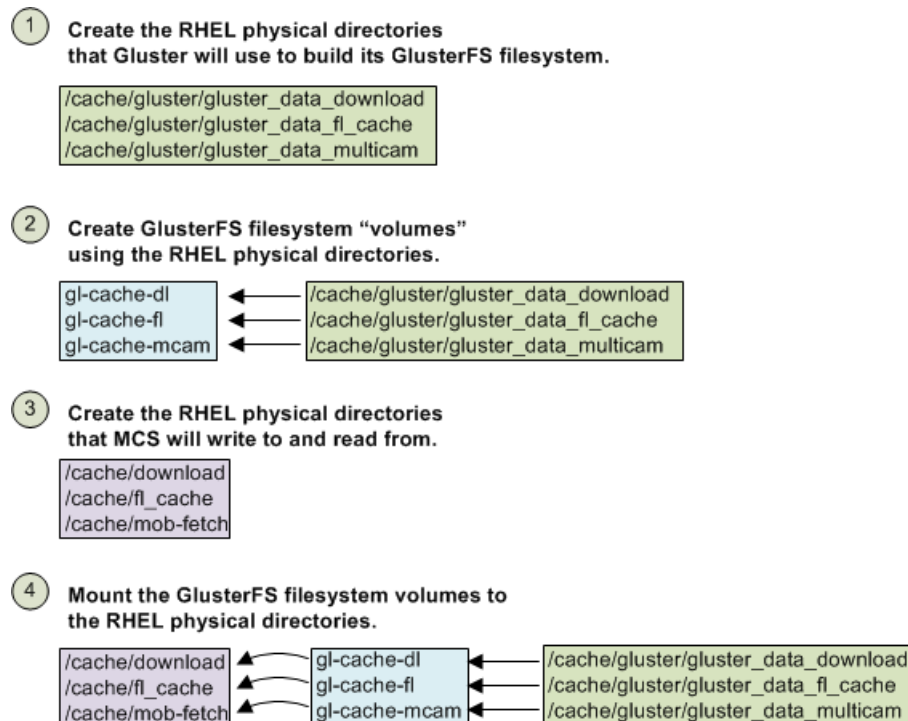 1
Create the RHEL physical directories
that Gluster will use to build its GlusterFS filesystem.
/cache/gluster/gluster_data_download
/cache/gluster/gluster_data_fl_cache
/cache/gluster/gluster_data_multicam
2
Create GlusterFS filesystem “volumes”
using the RHEL physical directories.
gl-cache-dl
gl-cache-fl
gl-cache-mcam
/cache/gluster/gluster_data_download
/cache/gluster/gluster_data_fl_cache
/cache/gluster/gluster_data_multicam
3
Create the RHEL physical directories
that MCS will write to and read from.
/cache/download
/cache/fl_cache
/cache/mob-fetch
4
Mount the GlusterFS filesystem volumes to
the RHEL physical directories.
/cache/download
/cache/fl_cache
/cache/mob-fetch
gl-cache-dl
gl-cache-fl
gl-cache-mcam
/cache/gluster/gluster_data_download
/cache/gluster/gluster_data_fl_cache
/cache/gluster/gluster_data_multicam